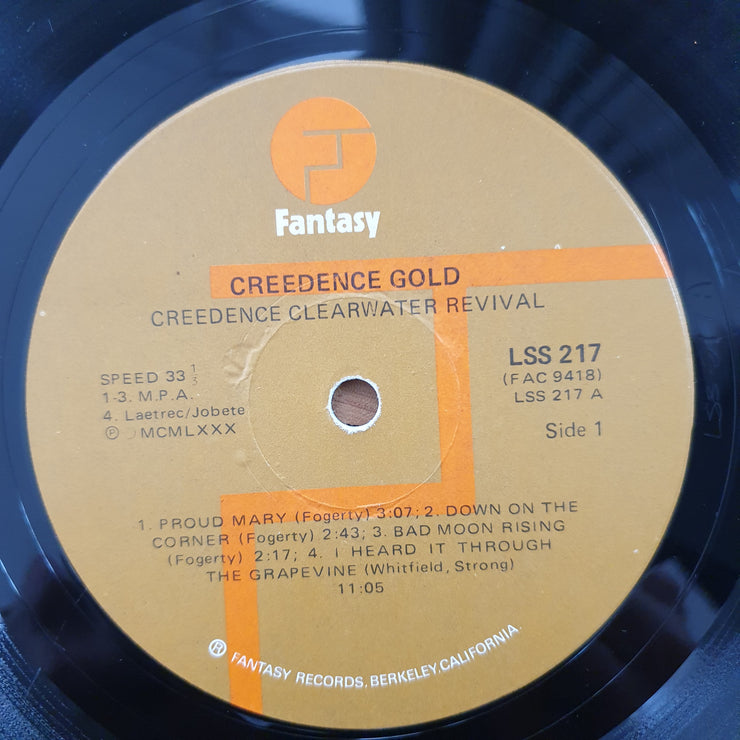 Fantasy
CREEDENCE GOLD
CREEDENCE CLEARWATER REVIVAL
SPEED 33 1/3
1-3. M.P.A.
4. Laetrec/Jobete
Ⓟ MCMLXXX
LSS 217
(FAC 9418)
LSS 217 A
Side 1
1. PROUD MARY (Fogerty) 3:07; 2. DOWN ON THE
CORNER (Fogerty) 2:43; 3. BAD MOON RISING
(Fogerty) 2:17; 4. I HEARD IT THROUGH
THE GRAPEVINE (Whitfield, Strong)
11:05
® FANTASY RECORDS, BERKELEY, CALIFORNIA.